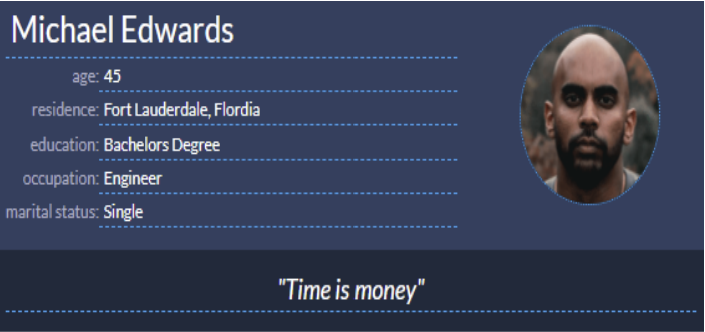 Michael Edwards
age: 45
residence: Fort Lauderdale, Flordia
education: Bachelors Degree
occupation: Engineer
marital status: Single
"Time is money"